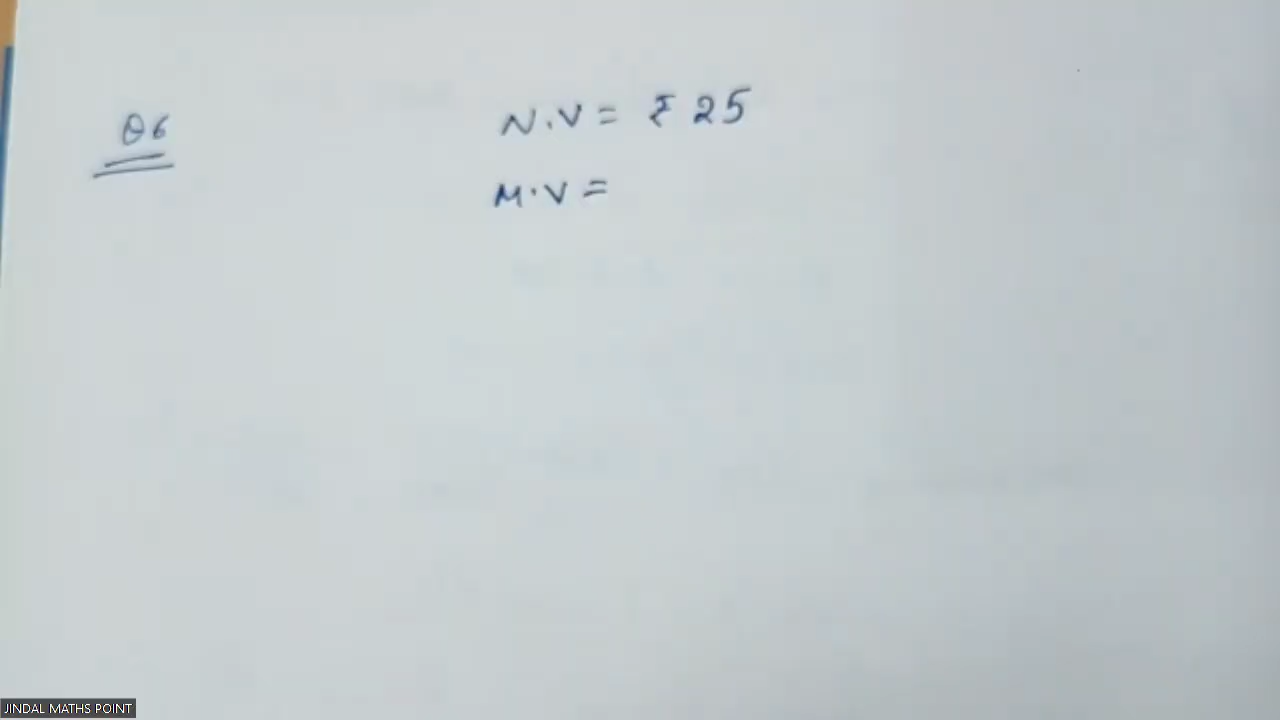 Q6
N.V = ₹ 25
M.V =
JINDAL MATHS POINT